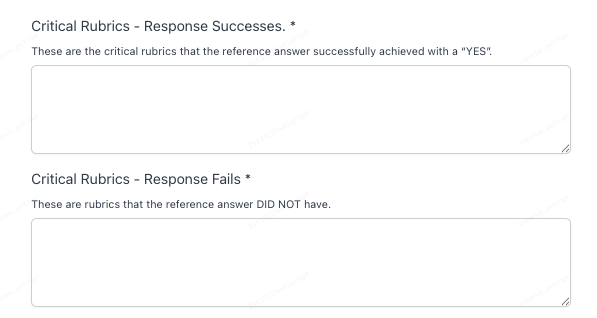 Critical Rubrics - Response Successes. *
These are the critical rubrics that the reference answer successfully achieved with a “YES”.
Critical Rubrics - Response Fails *
These are rubrics that the reference answer DID NOT have.